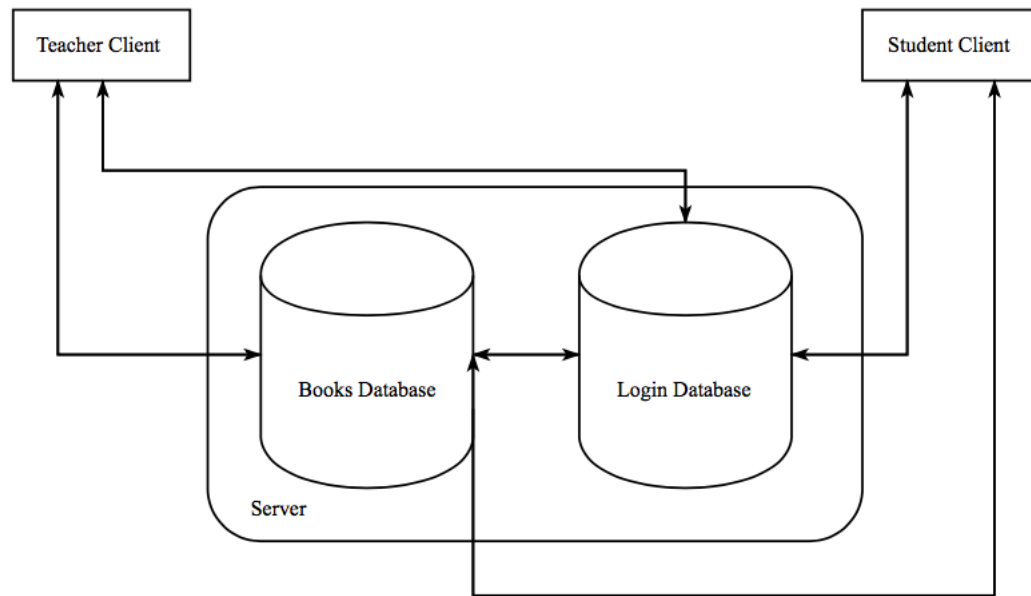 Teacher Client
Student Client
Books Database
Login Database
Server